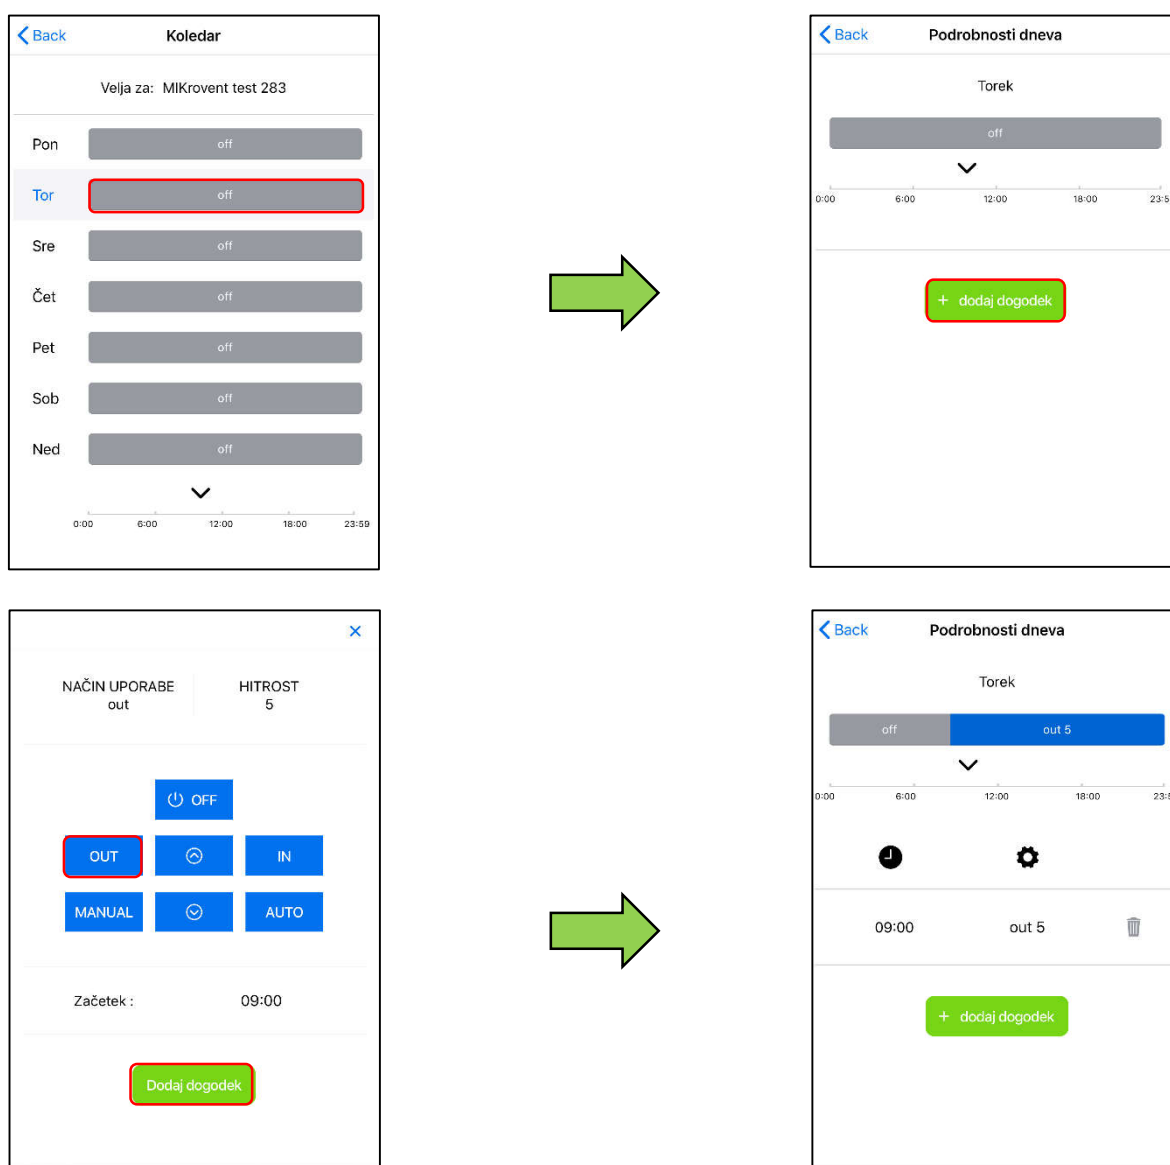 Back
Koledar
Velja za: MIKrovent test 283
Pon off
Tor off
Sre off
Čet off
Pet off
Sob off
Ned off
0:00 6:00 12:00 18:00 23:59
Back
Podrobnosti dneva
Torek
off
0:00 6:00 12:00 18:00 23:5
+ dodaj dogodek
×
NAČIN UPORABE HITROST
out 5
OFF
OUT IN
MANUAL AUTO
Začetek : 09:00
Dodaj dogodek
Back
Podrobnosti dneva
Torek
off out 5
0:00 6:00 12:00 18:00 23:5
09:00 out 5
+ dodaj dogodek